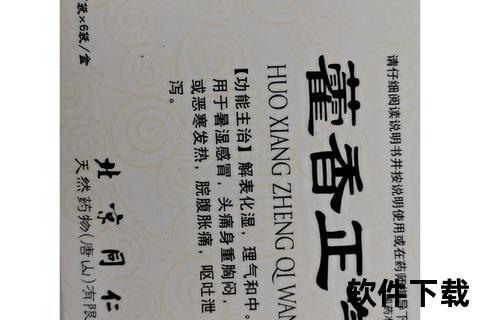 请仔细阅读说明书并按说明使用或在药师指导下
藿香正
HUO XIANG ZHENG QI WAN
【功能主治】解表化湿，理气和中。
用于暑湿感冒，头痛身重胸闷，
或恶寒发热，脘腹胀痛，呕吐泄
泻。
北京同仁
天然药物(唐山)有限
袋×6袋/盒
软件下载